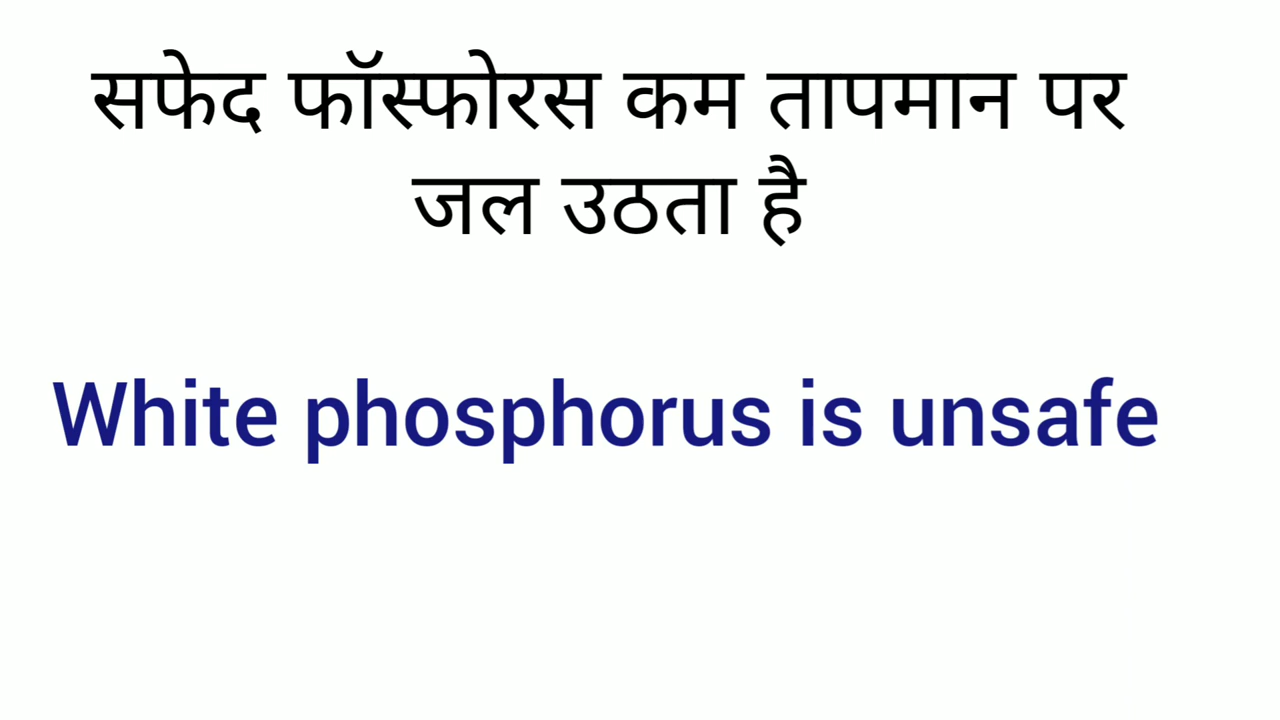 सफेद फॉस्फोरस कम तापमान पर
जल उठता है
White phosphorus is unsafe